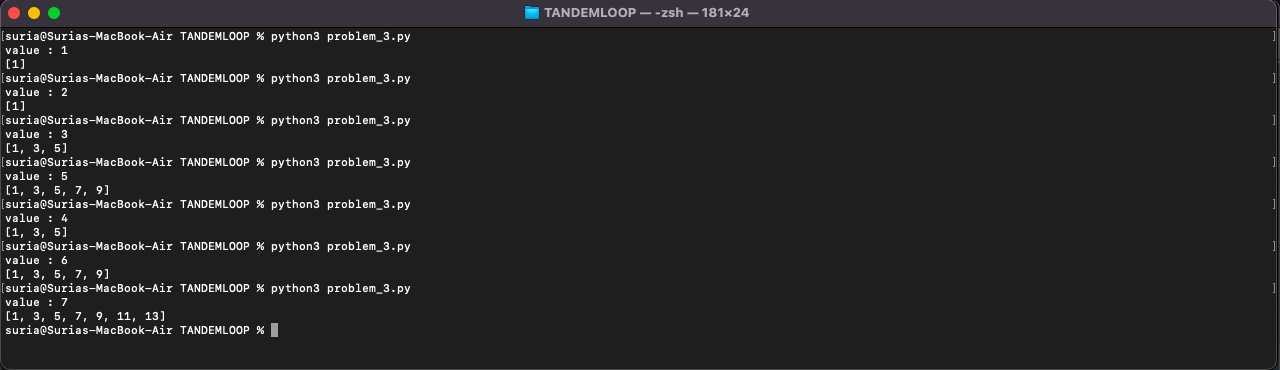 TANDEMLOOP — -zsh — 181×24
[suria@Surias-MacBook-Air TANDEMLOOP % python3 problem_3.py ]
value : 1
[1]
[suria@Surias-MacBook-Air TANDEMLOOP % python3 problem_3.py ]
value : 2
[1]
[suria@Surias-MacBook-Air TANDEMLOOP % python3 problem_3.py ]
value : 3
[1, 3, 5]
[suria@Surias-MacBook-Air TANDEMLOOP % python3 problem_3.py ]
value : 5
[1, 3, 5, 7, 9]
[suria@Surias-MacBook-Air TANDEMLOOP % python3 problem_3.py ]
value : 4
[1, 3, 5]
[suria@Surias-MacBook-Air TANDEMLOOP % python3 problem_3.py ]
value : 6
[1, 3, 5, 7, 9]
[suria@Surias-MacBook-Air TANDEMLOOP % python3 problem_3.py ]
value : 7
[1, 3, 5, 7, 9, 11, 13]
suria@Surias-MacBook-Air TANDEMLOOP %